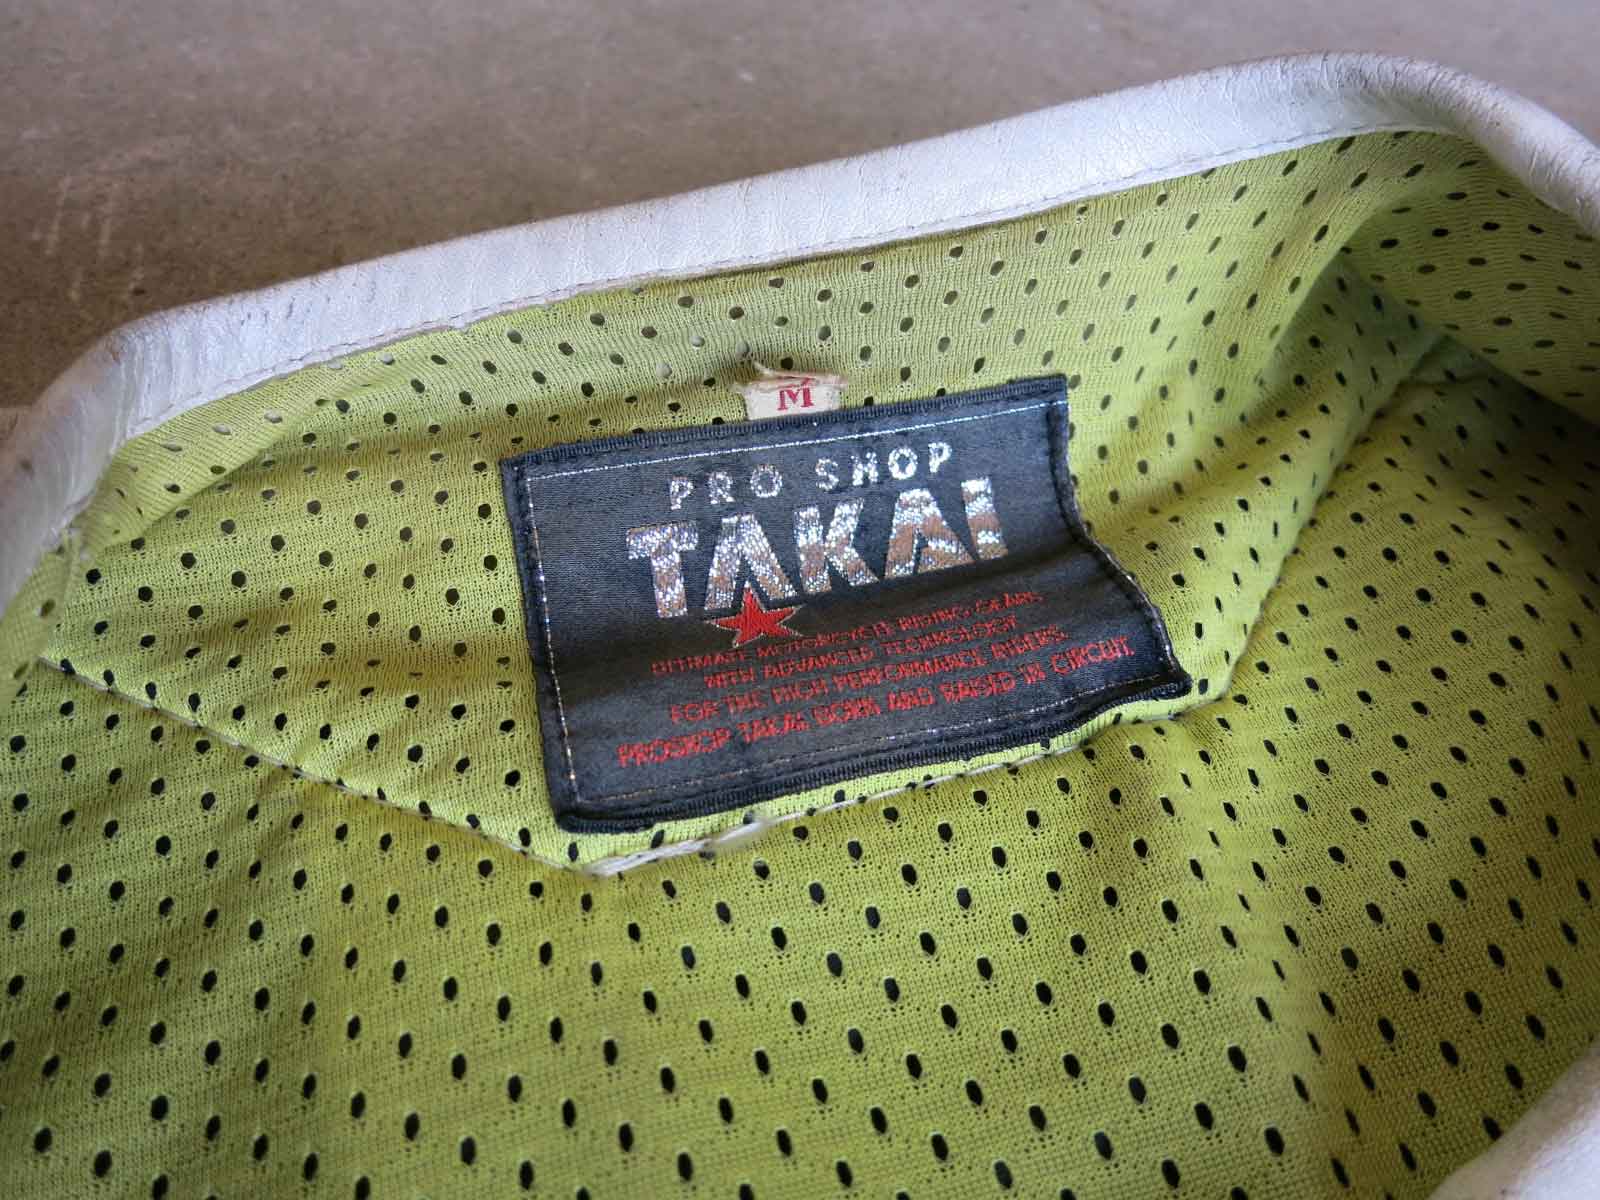 M
PRO SHOP
TAKAI
ULTIMATE MOTORCYCLE RIDING GEARS
WITH ADVANCED TECHNOLOGY
FOR THE HIGH PERFORMANCE RIDERS.
PROSHOP TAKAI BORN AND RAISED IN CIRCUIT.